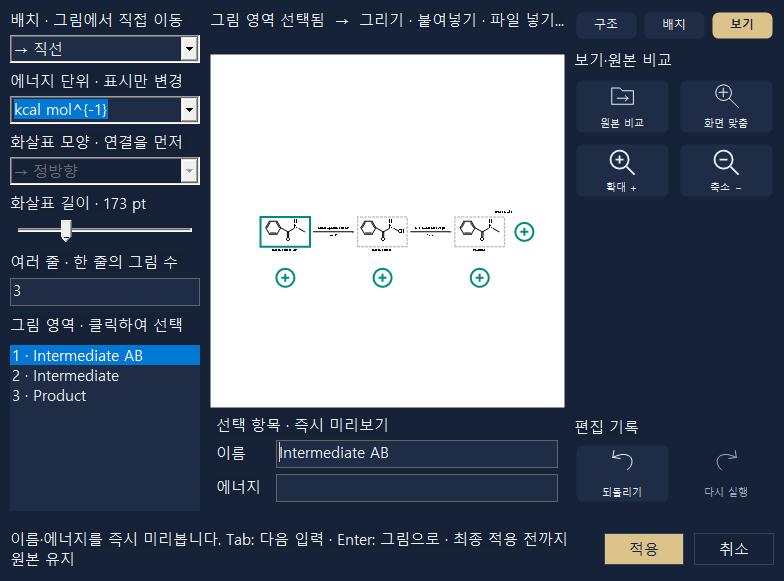 배치 · 그림에서 직접 이동
→ 직선
에너지 단위 · 표시만 변경
kcal mol^{-1}
화살표 모양 · 연결을 먼저
→ 정방향
화살표 길이 · 173 pt
여러 줄 · 한 줄의 그림 수
3
그림 영역 · 클릭하여 선택
1 · Intermediate AB
2 · Intermediate
3 · Product
그림 영역 선택됨 → 그리기 · 붙여넣기 · 파일 넣기...
선택 항목 · 즉시 미리보기
이름
Intermediate AB
에너지
구조
배치
보기
보기·원본 비교
원본 비교
화면 맞춤
확대 +
축소 −
편집 기록
되돌리기
다시 실행
이름·에너지를 즉시 미리봅니다. Tab: 다음 입력 · Enter: 그림으로 · 최종 적용 전까지
원본 유지
적용
취소